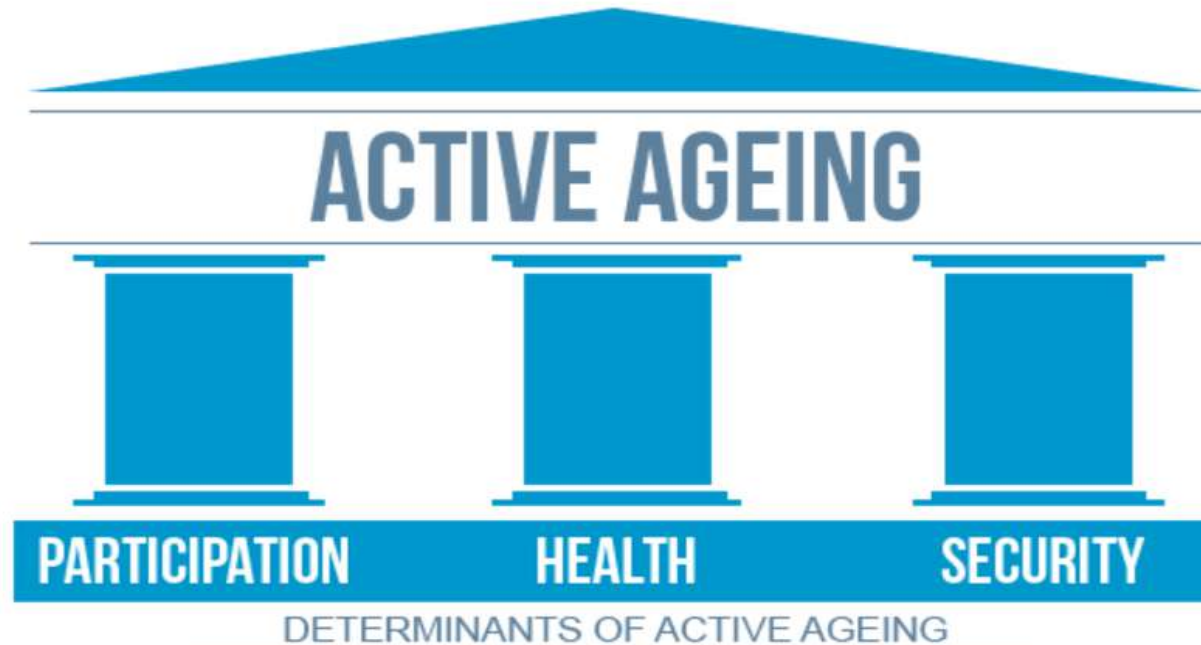 ACTIVE AGEING
PARTICIPATION HEALTH SECURITY
DETERMINANTS OF ACTIVE AGEING